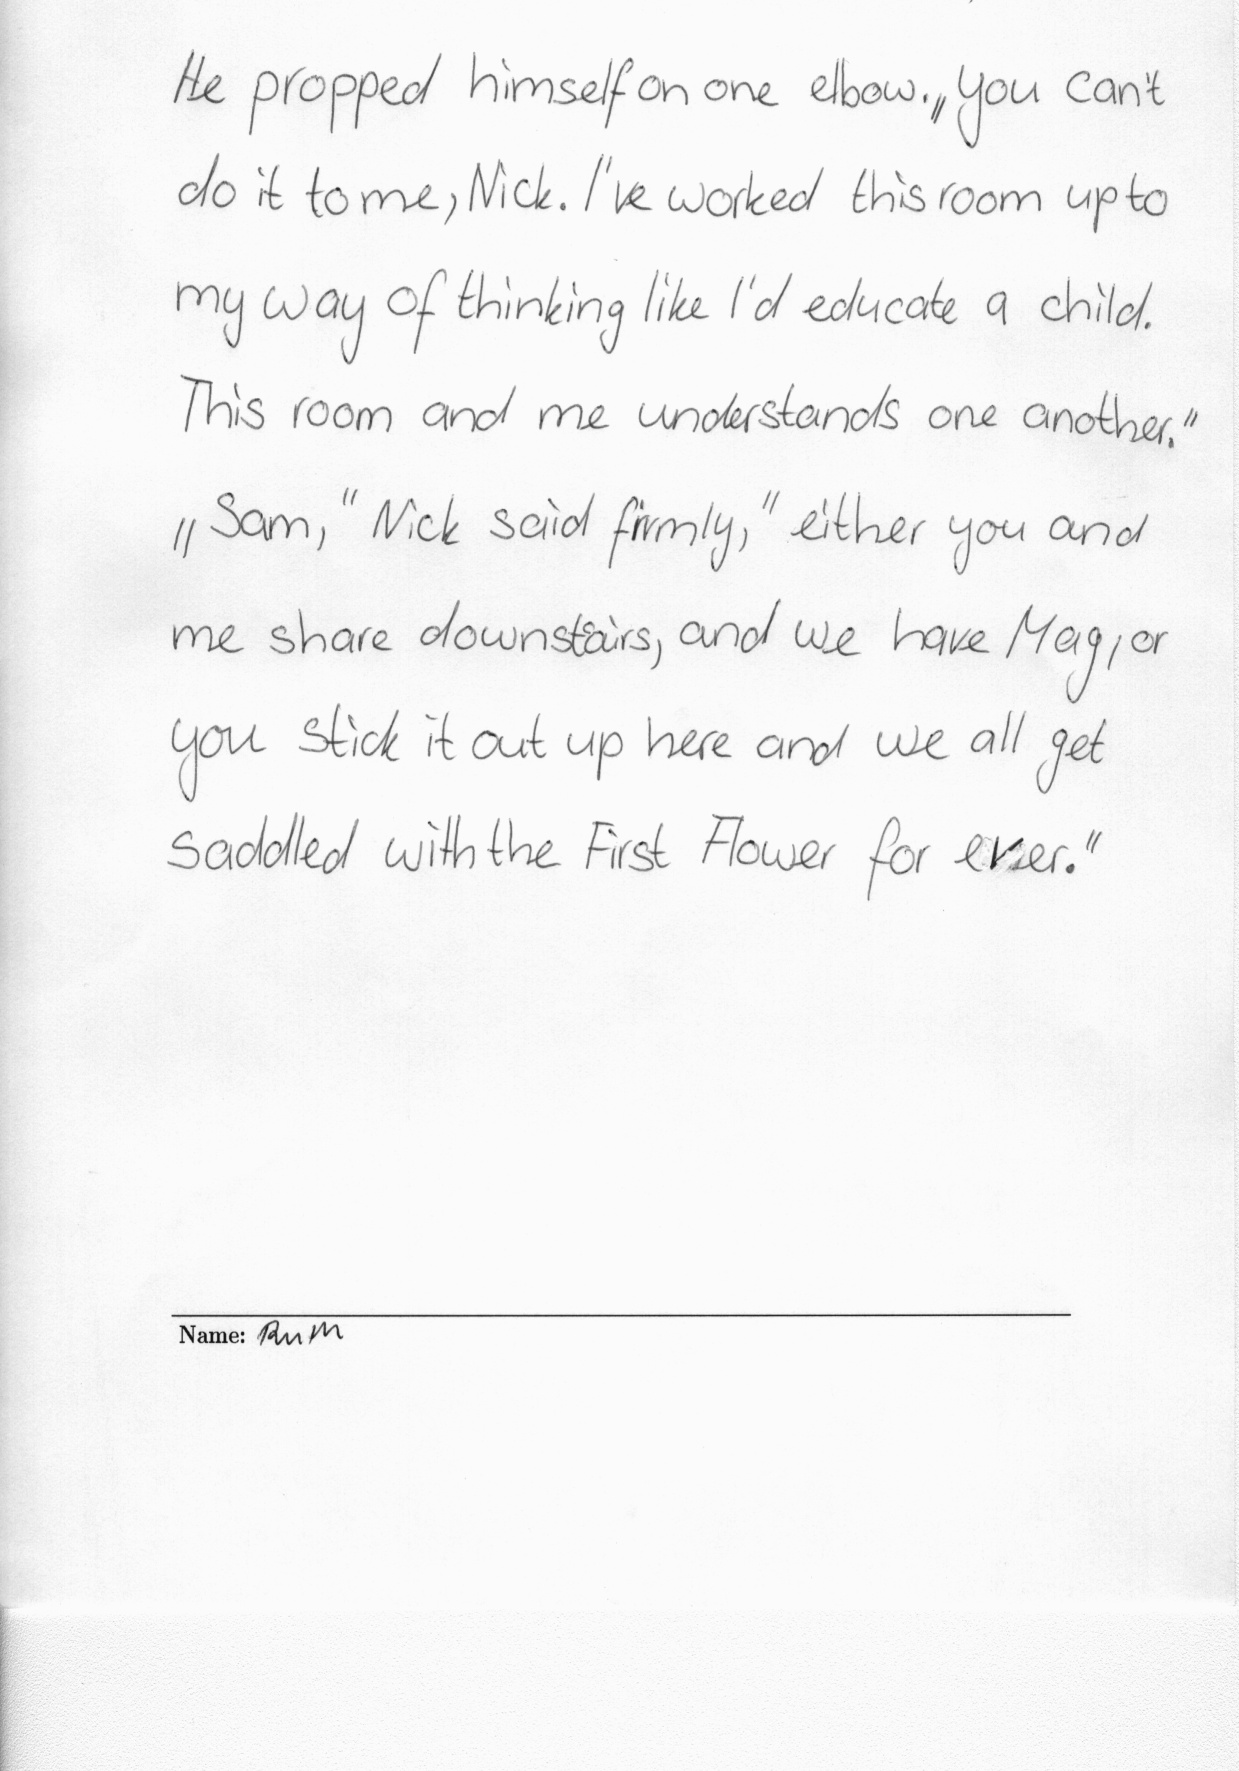 He propped himself on one elbow. „You can't
do it to me, Nick. I've worked this room up to
my way of thinking like I'd educate a child.
This room and me understands one another."
„Sam," Nick said firmly," either you and
me share downstairs, and we have Mag, or
you stick it out up here and we all get
saddled with the First Flower for ever."
Name: Ruth